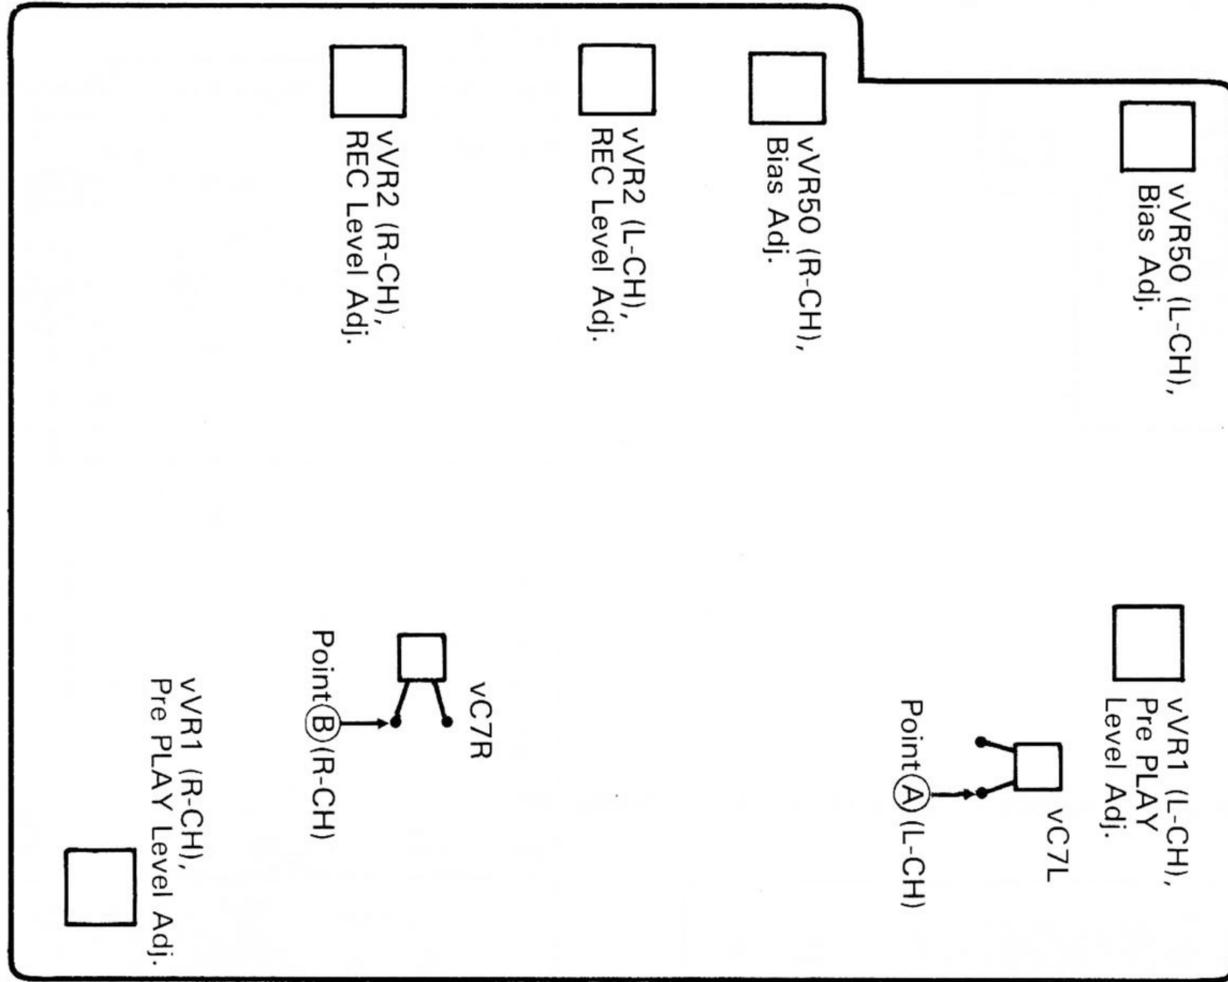 vVR50 (L-CH),
Bias Adj.
vVR50 (R-CH),
Bias Adj.
vVR2 (L-CH),
REC Level Adj.
vVR2 (R-CH),
REC Level Adj.
vVR1 (L-CH),
Pre PLAY
Level Adj.
vC7L
Point Ⓐ (L-CH)
vC7R
Point Ⓑ (R-CH)
vVR1 (R-CH),
Pre PLAY Level Adj.